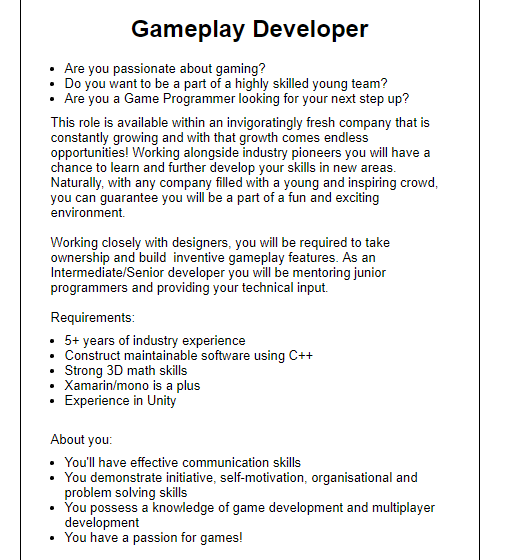 Gameplay Developer
• Are you passionate about gaming?
• Do you want to be a part of a highly skilled young team?
• Are you a Game Programmer looking for your next step up?
This role is available within an invigoratingly fresh company that is
constantly growing and with that growth comes endless
opportunities! Working alongside industry pioneers you will have a
chance to learn and further develop your skills in new areas.
Naturally, with any company filled with a young and inspiring crowd,
you can guarantee you will be a part of a fun and exciting
environment.
Working closely with designers, you will be required to take
ownership and build  inventive gameplay features. As an
Intermediate/Senior developer you will be mentoring junior
programmers and providing your technical input.
Requirements:
• 5+ years of industry experience
• Construct maintainable software using C++
• Strong 3D math skills
• Xamarin/mono is a plus
• Experience in Unity
About you:
• You'll have effective communication skills
• You demonstrate initiative, self-motivation, organisational and
problem solving skills
• You possess a knowledge of game development and multiplayer
development
• You have a passion for games!